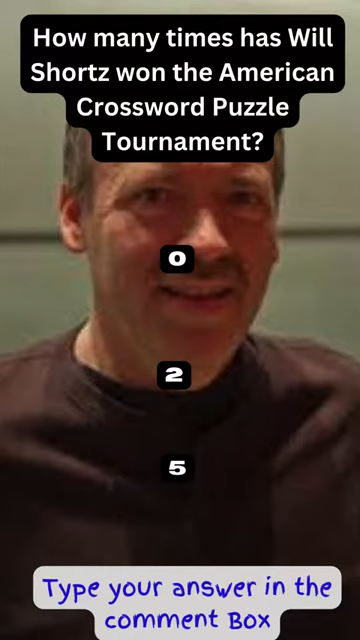 How many times has Will
Shortz won the American
Crossword Puzzle
Tournament?
0
2
5
Type your answer in the
comment Box